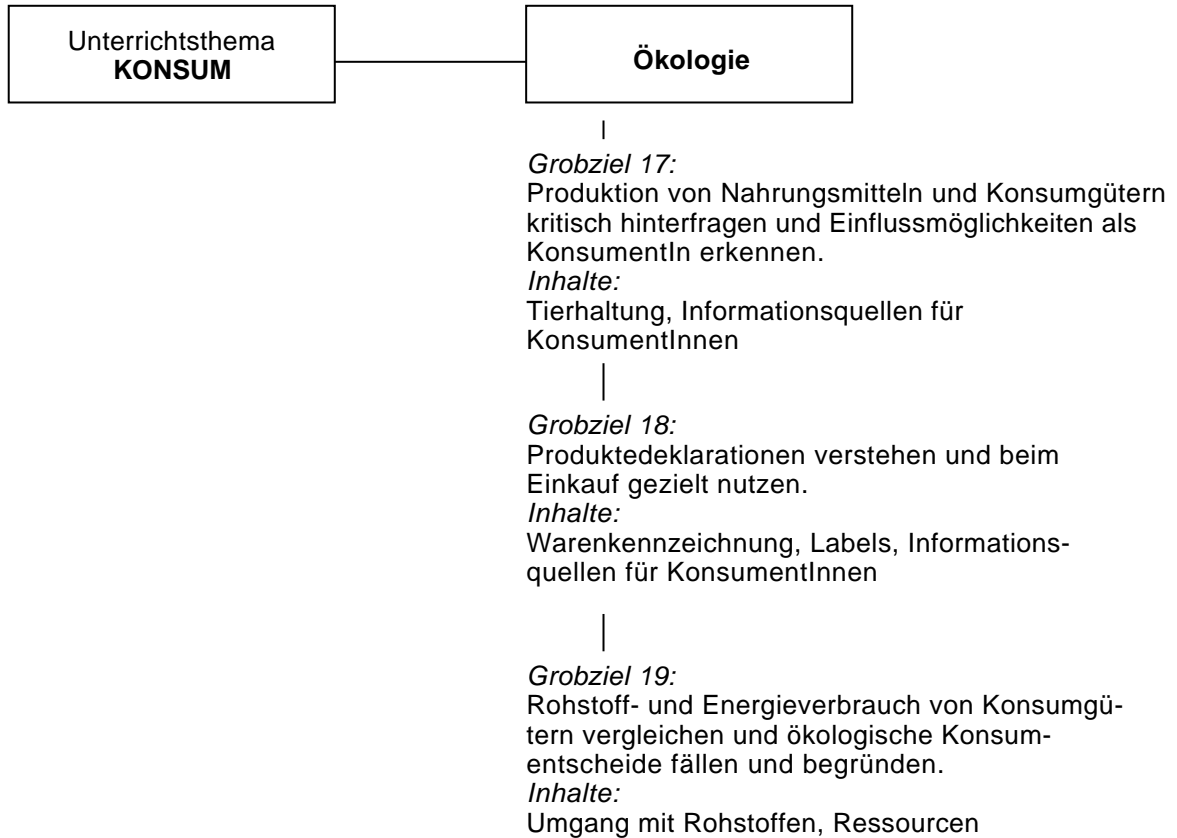 Unterrichtsthema
KONSUM
Ökologie
Grobziel 17:
Produktion von Nahrungsmitteln und Konsumgütern
kritisch hinterfragen und Einflussmöglichkeiten als
KonsumentIn erkennen.
Inhalte:
Tierhaltung, Informationsquellen für
KonsumentInnen
Grobziel 18:
Produktedeklarationen verstehen und beim
Einkauf gezielt nutzen.
Inhalte:
Warenkennzeichnung, Labels, Informations-
quellen für KonsumentInnen
Grobziel 19:
Rohstoff- und Energieverbrauch von Konsumgü-
tern vergleichen und ökologische Konsum-
entscheide fällen und begründen.
Inhalte:
Umgang mit Rohstoffen, Ressourcen